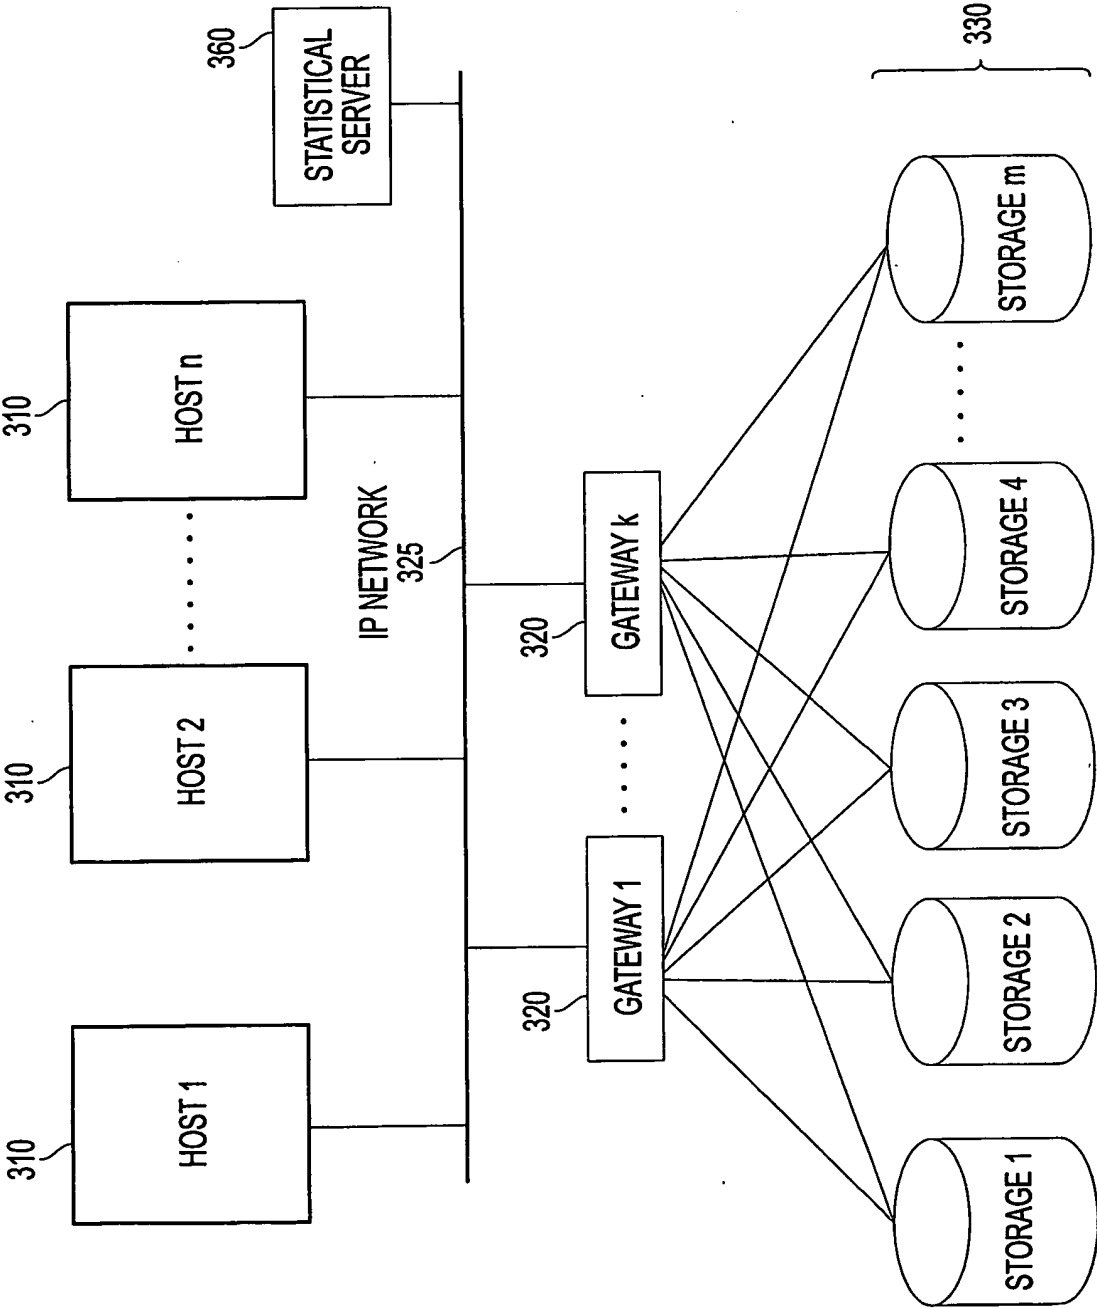 310
HOST 1
310
HOST 2
310
HOST n
360
STATISTICAL
SERVER
IP NETWORK
325
320
GATEWAY 1
320
GATEWAY k
STORAGE 1
STORAGE 2
STORAGE 3
STORAGE 4
STORAGE m
330